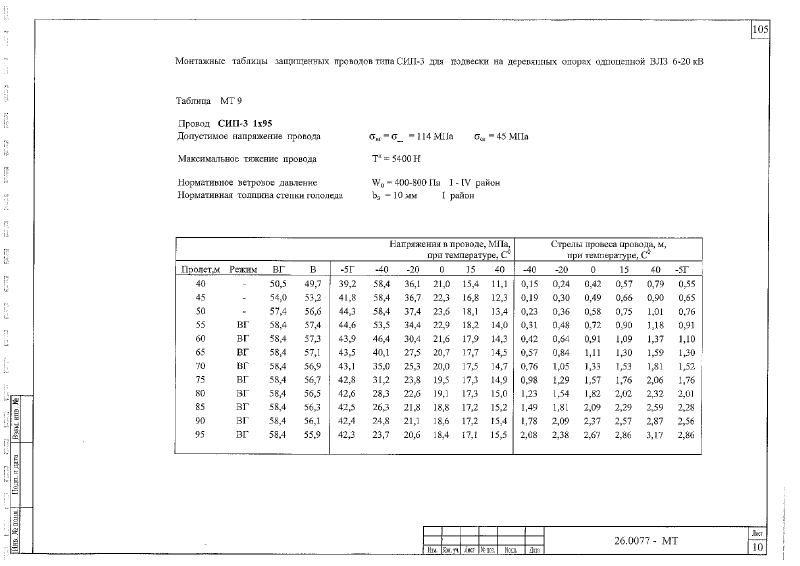 105
Монтажные таблицы защищенных проводов типа СИП-3 для подвески на деревянных опорах одноцепной ВЛЗ 6-20 кВ
Таблица МТ 9
Провод СИП-3 1х95
Допустимое напряжение провода σнг = σ_ = 114 МПа σсг = 45 МПа
Максимальное тяжение провода Тн = 5400 Н
Нормативное ветровое давление W0 = 400-800 Па I - IV район
Нормативная толщина стенки гололеда bэ = 10 мм I район
Напряжения в проводе, МПа, при температуре, С0 Стрелы провеса провода, м, при температуре, С0
Пролет,м Режим ВГ В -5Г -40 -20 0 15 40 -40 -20 0 15 40 -5Г
40 - 50,5 49,7 39,2 58,4 36,1 21,0 15,4 11,1 0,15 0,24 0,42 0,57 0,79 0,55
45 - 54,0 53,2 41,8 58,4 36,7 22,3 16,8 12,3 0,19 0,30 0,49 0,66 0,90 0,65
50 - 57,4 56,6 44,3 58,4 37,4 23,6 18,1 13,4 0,23 0,36 0,58 0,75 1,01 0,76
55 ВГ 58,4 57,4 44,6 53,5 34,4 22,9 18,2 14,0 0,31 0,48 0,72 0,90 1,18 0,91
60 ВГ 58,4 57,3 43,9 46,4 30,4 21,6 17,9 14,3 0,42 0,64 0,91 1,09 1,37 1,10
65 ВГ 58,4 57,1 43,5 40,1 27,5 20,7 17,7 14,5 0,57 0,84 1,11 1,30 1,59 1,30
70 ВГ 58,4 56,9 43,1 35,0 25,3 20,0 17,5 14,7 0,76 1,05 1,33 1,53 1,81 1,52
75 ВГ 58,4 56,7 42,8 31,2 23,8 19,5 17,3 14,9 0,98 1,29 1,57 1,76 2,06 1,76
80 ВГ 58,4 56,5 42,6 28,3 22,6 19,1 17,3 15,0 1,23 1,54 1,82 2,02 2,32 2,01
85 ВГ 58,4 56,3 42,5 26,3 21,8 18,8 17,2 15,2 1,49 1,81 2,09 2,29 2,59 2,28
90 ВГ 58,4 56,1 42,4 24,8 21,1 18,6 17,2 15,4 1,78 2,09 2,37 2,57 2,87 2,56
95 ВГ 58,4 55,9 42,3 23,7 20,6 18,4 17,1 15,5 2,08 2,38 2,67 2,86 3,17 2,86
Взам. инв. №
Подп. и дата
Инв. № подл.
Изм. Кол.уч. Лист № док. Подп. Дата
26.0077 - МТ
Лист
10